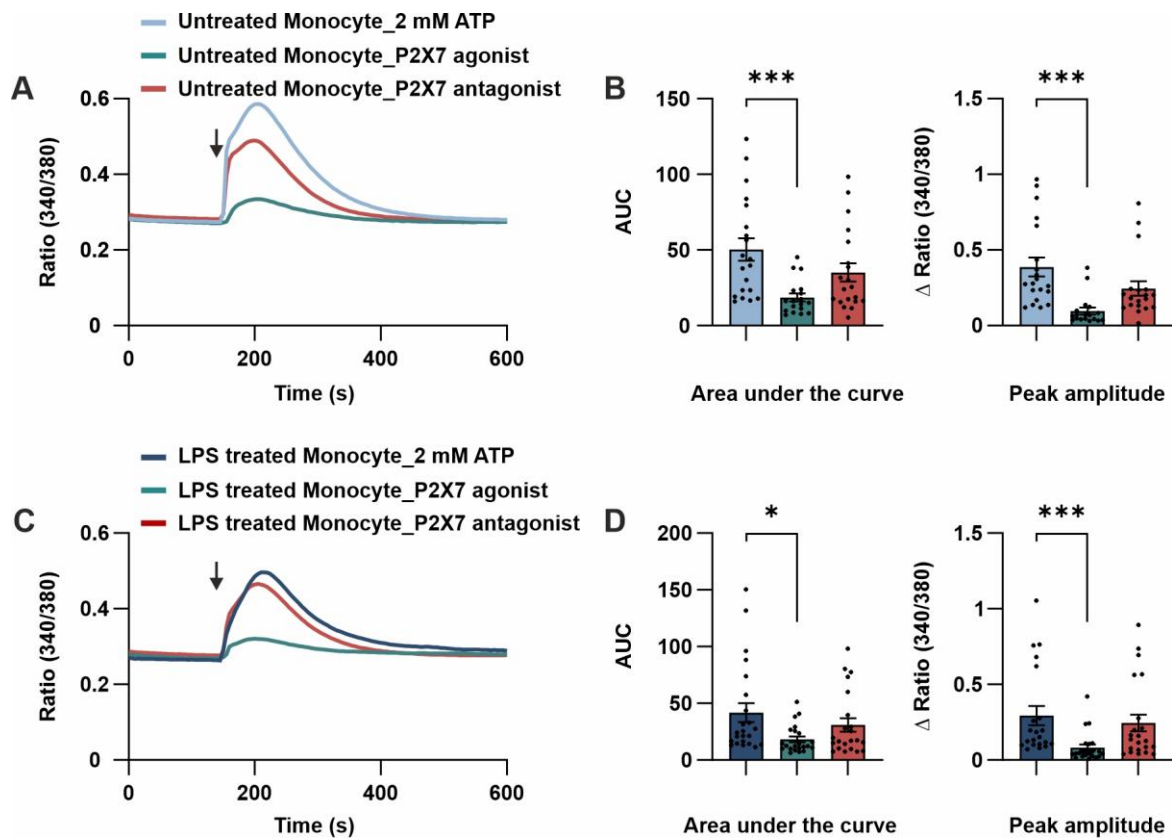 Untreated Monocyte_2 mM ATP
Untreated Monocyte_P2X7 agonist
Untreated Monocyte_P2X7 antagonist
A
0.6
0.4
0.2
0
Ratio (340/380)
0 200 400 600
Time (s)
B
***
150
100
50
0
AUC
Area under the curve
***
1.5
1
0.5
0
Δ Ratio (340/380)
Peak amplitude
LPS treated Monocyte_2 mM ATP
LPS treated Monocyte_P2X7 agonist
LPS treated Monocyte_P2X7 antagonist
C
0.6
0.4
0.2
0
Ratio (340/380)
0 200 400 600
Time (s)
D
*
200
150
100
50
0
AUC
Area under the curve
***
1.5
1
0.5
0
Δ Ratio (340/380)
Peak amplitude